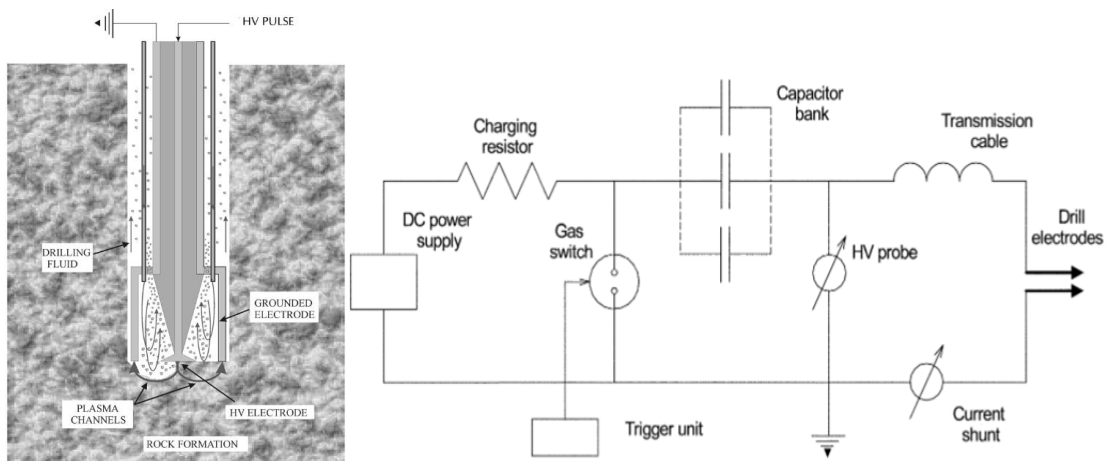 HV PULSE
DRILLING
FLUID
GROUNDED
ELECTRODE
PLASMA
CHANNELS
HV ELECTRODE
ROCK FORMATION
Charging
resistor
Capacitor
bank
Transmission
cable
DC power
supply
Gas
switch
HV probe
Drill
electrodes
Trigger unit
Current
shunt